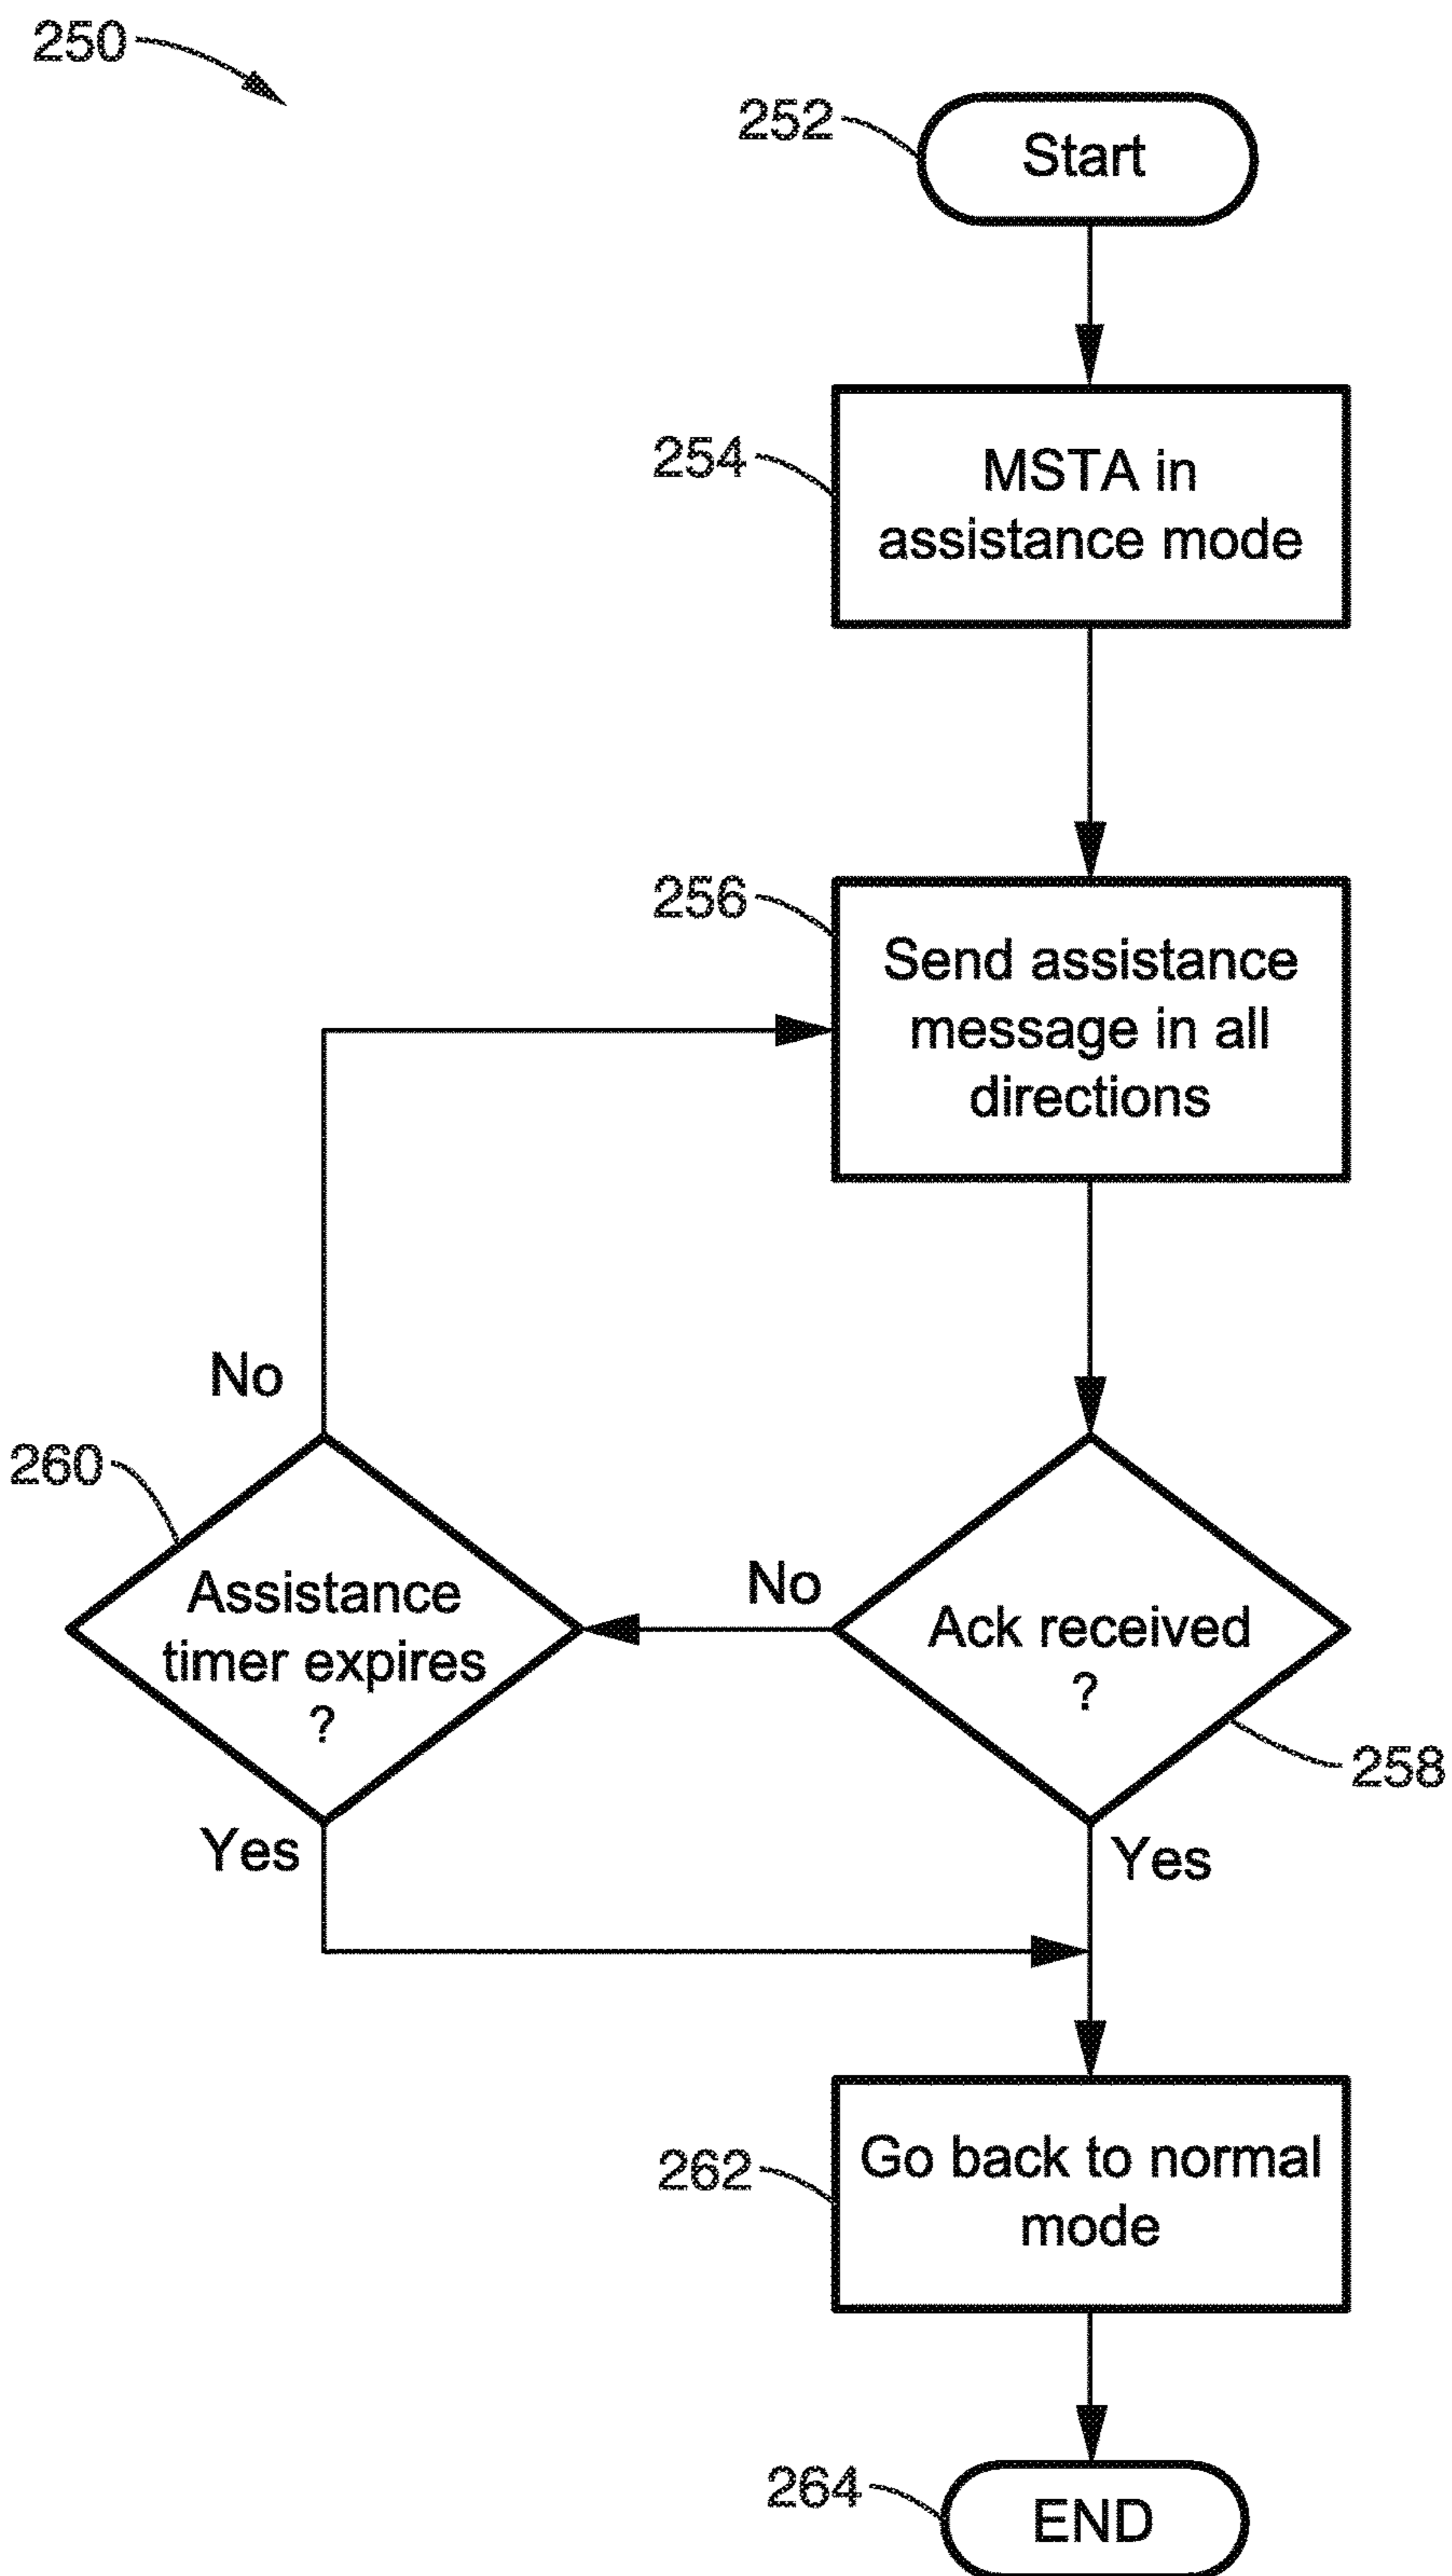 250
252
Start
254
MSTA in
assistance mode
256
Send assistance
message in all
directions
No
260
Assistance
timer expires
?
No
Ack received
?
258
Yes
Yes
262
Go back to normal
mode
264
END